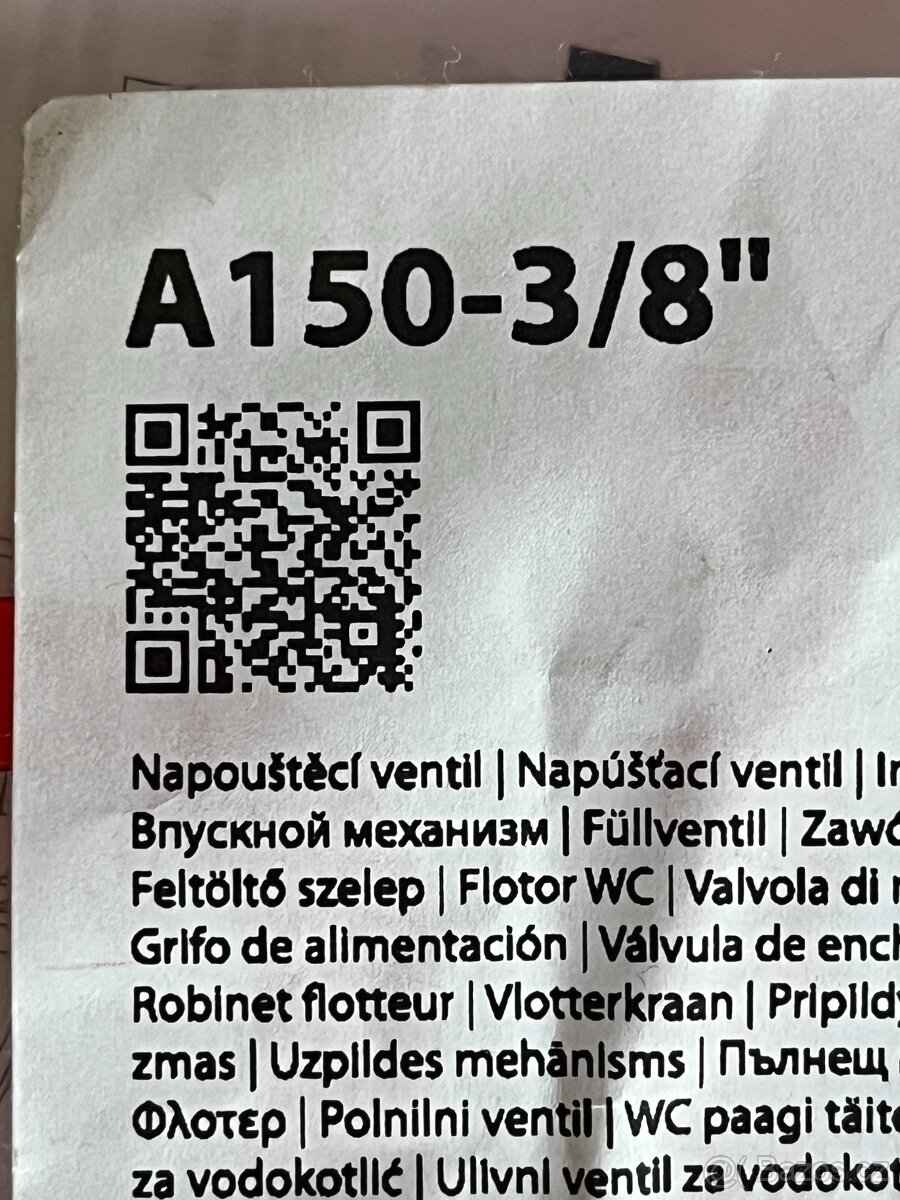 A150-3/8"
Napouštěcí ventil | Napúšťací ventil |
Впускной механизм | Füllventil |
Feltöltő szelep | Flotor WC | Valvola di
Grifo de alimentación | Válvula de
Robinet flotteur | Vlotterkraan |
zmas | Uzpildes mehānisms | Пълнещ
Φλοτερ | Polnilni ventil | WC paagi
za vodokotlić | Ulivni ventil za
Bazos.cz